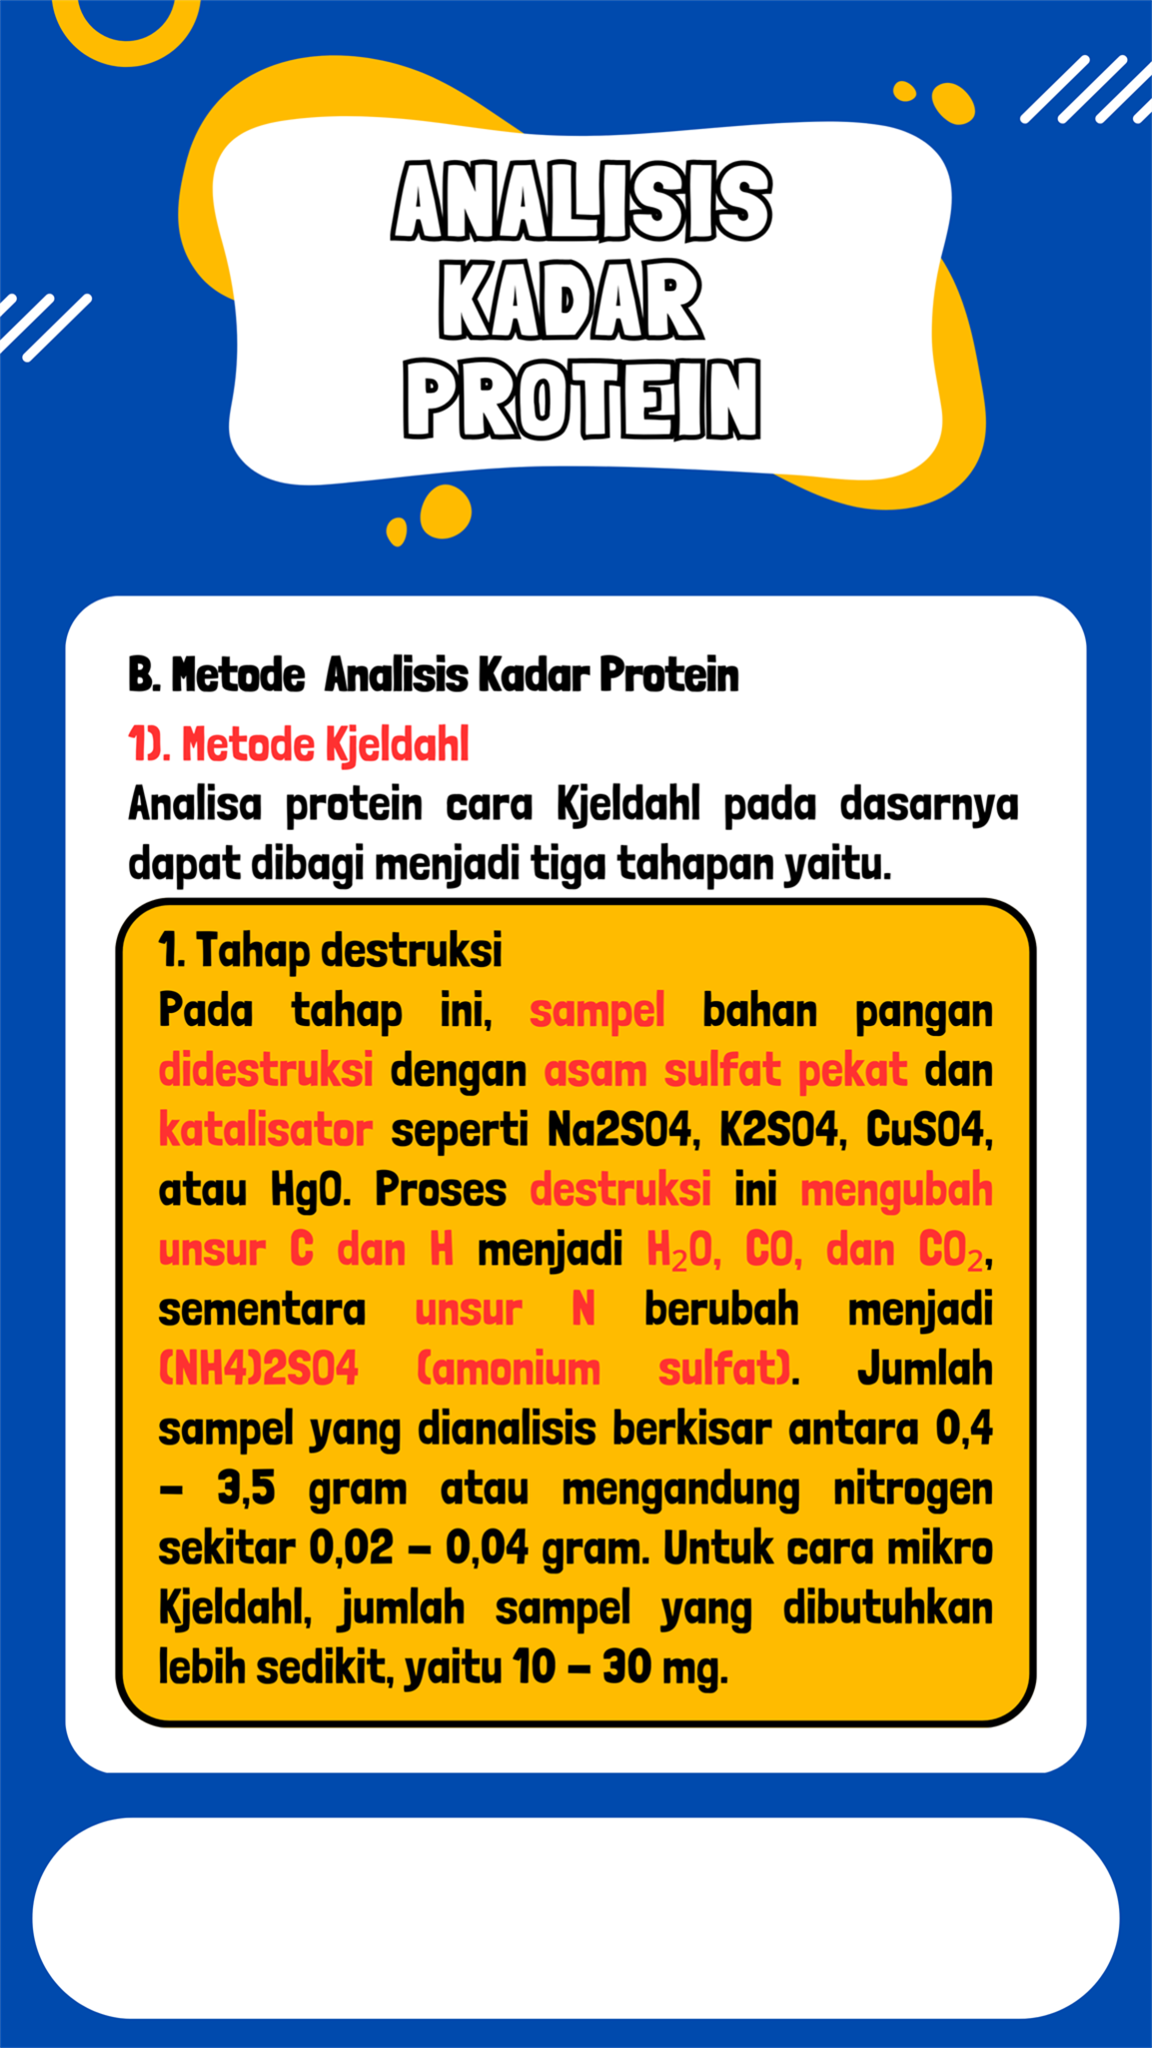 ANALISIS
KADAR
PROTEIN
B. Metode Analisis Kadar Protein
1). Metode Kjeldahl
Analisa protein cara Kjeldahl pada dasarnya
dapat dibagi menjadi tiga tahapan yaitu.
1. Tahap destruksi
Pada tahap ini, sampel bahan pangan
didestruksi dengan asam sulfat pekat dan
katalisator seperti Na2SO4, K2SO4, CuSO4,
atau HgO. Proses destruksi ini mengubah
unsur C dan H menjadi H₂O, CO, dan CO₂,
sementara unsur N berubah menjadi
(NH4)2SO4 (amonium sulfat). Jumlah
sampel yang dianalisis berkisar antara 0,4
– 3,5 gram atau mengandung nitrogen
sekitar 0,02 – 0,04 gram. Untuk cara mikro
Kjeldahl, jumlah sampel yang dibutuhkan
lebih sedikit, yaitu 10 – 30 mg.